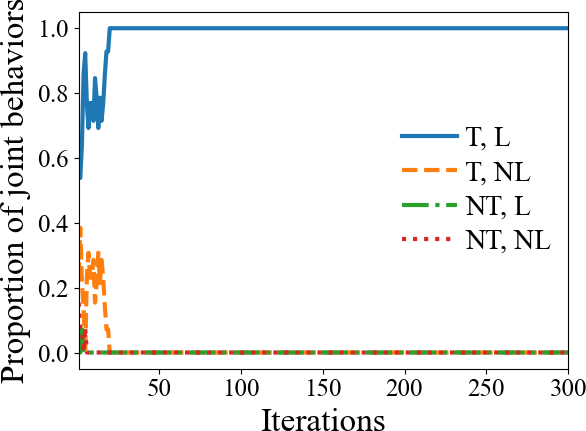 Proportion of joint behaviors
1.0
0.8
0.6
0.4
0.2
0.0
T, L
T, NL
NT, L
NT, NL
50 100 150 200 250 300
Iterations